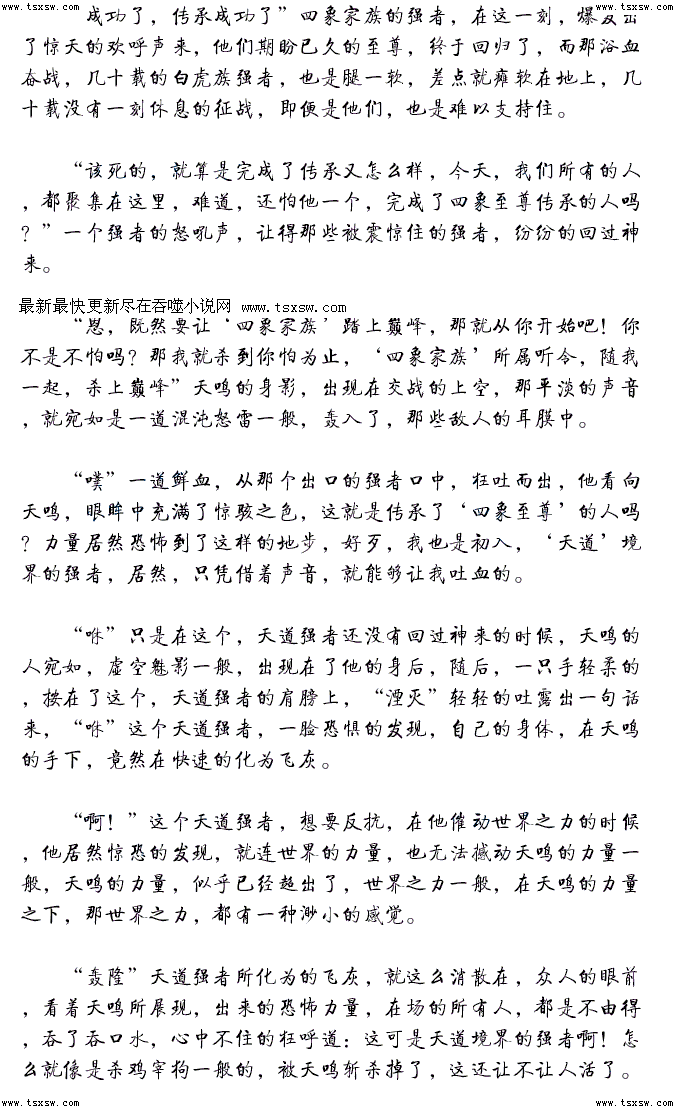 www.tsxsw.com www.tsxsw.com www.tsxsw.com
成功了，传承成功了”四象家族的强者，在这一刻，爆发出
了惊天的欢呼声来，他们期盼已久的至尊，终于回归了，而那浴血
奋战，几十载的白虎族强者，也是腿一软，差点就瘫软在地上，几
十载没有一刻休息的征战，即便是他们，也是难以支持住。
“该死的，就算是完成了传承又怎么样，今天，我们所有的人
，都聚集在这里，难道，还怕他一个，完成了四象至尊传承的人吗
？”一个强者的怒吼声，让得那些被震惊住的强者，纷纷的回过神
来。
最新最快更新尽在吞噬小说网 www.tsxsw.com
“恩，既然要让‘四象家族’踏上巅峰，那就从你开始吧！你
不是不怕吗？那我就杀到你怕为止，‘四象家族’所属听令，随我
一起，杀上巅峰”天鸣的身影，出现在交战的上空，那平淡的声音
，就宛如是一道混沌怒雷一般，轰入了，那些敌人的耳膜中。
“噗”一道鲜血，从那个出口的强者口中，狂吐而出，他看向
天鸣，眼眸中充满了惊骇之色，这就是传承了‘四象至尊’的人吗
？力量居然恐怖到了这样的地步，好歹，我也是初入，‘天道’境
界的强者，居然，只凭借着声音，就能够让我吐血的。
“咻”只是在这个，天道强者还没有回过神来的时候，天鸣的
人宛如，虚空魅影一般，出现在了他的身后，随后，一只手轻柔的
，按在了这个，天道强者的肩膀上，“湮灭”轻轻的吐露出一句话
来，“咻”这个天道强者，一脸恐惧的发现，自己的身体，在天鸣
的手下，竟然在快速的化为飞灰。
“啊！”这个天道强者，想要反抗，在他催动世界之力的时候
，他居然惊恐的发现，就连世界的力量，也无法撼动天鸣的力量一
般，天鸣的力量，似乎已经超出了，世界之力一般，在天鸣的力量
之下，那世界之力，都有一种渺小的感觉。
“轰隆”天道强者所化为的飞灰，就这么消散在，众人的眼前
，看着天鸣所展现，出来的恐怖力量，在场的所有人，都是不由得
，吞了吞口水，心中不住的狂呼道：这可是天道境界的强者啊！怎
么就像是杀鸡宰狗一般的，被天鸣斩杀掉了，这还让不让人活了。
www.tsxsw.com www.tsxsw.com www.tsxsw.com